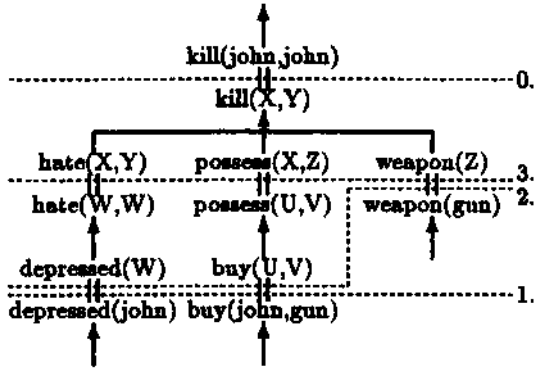 kill(john,john)
0.
kill(X,Y)
hate(X,Y) possess(X,Z) weapon(Z)
3.
2.
hate(W,W) possess(U,V) weapon(gun)
depressed(W) buy(U,V)
1.
depressed(john) buy(john,gun)